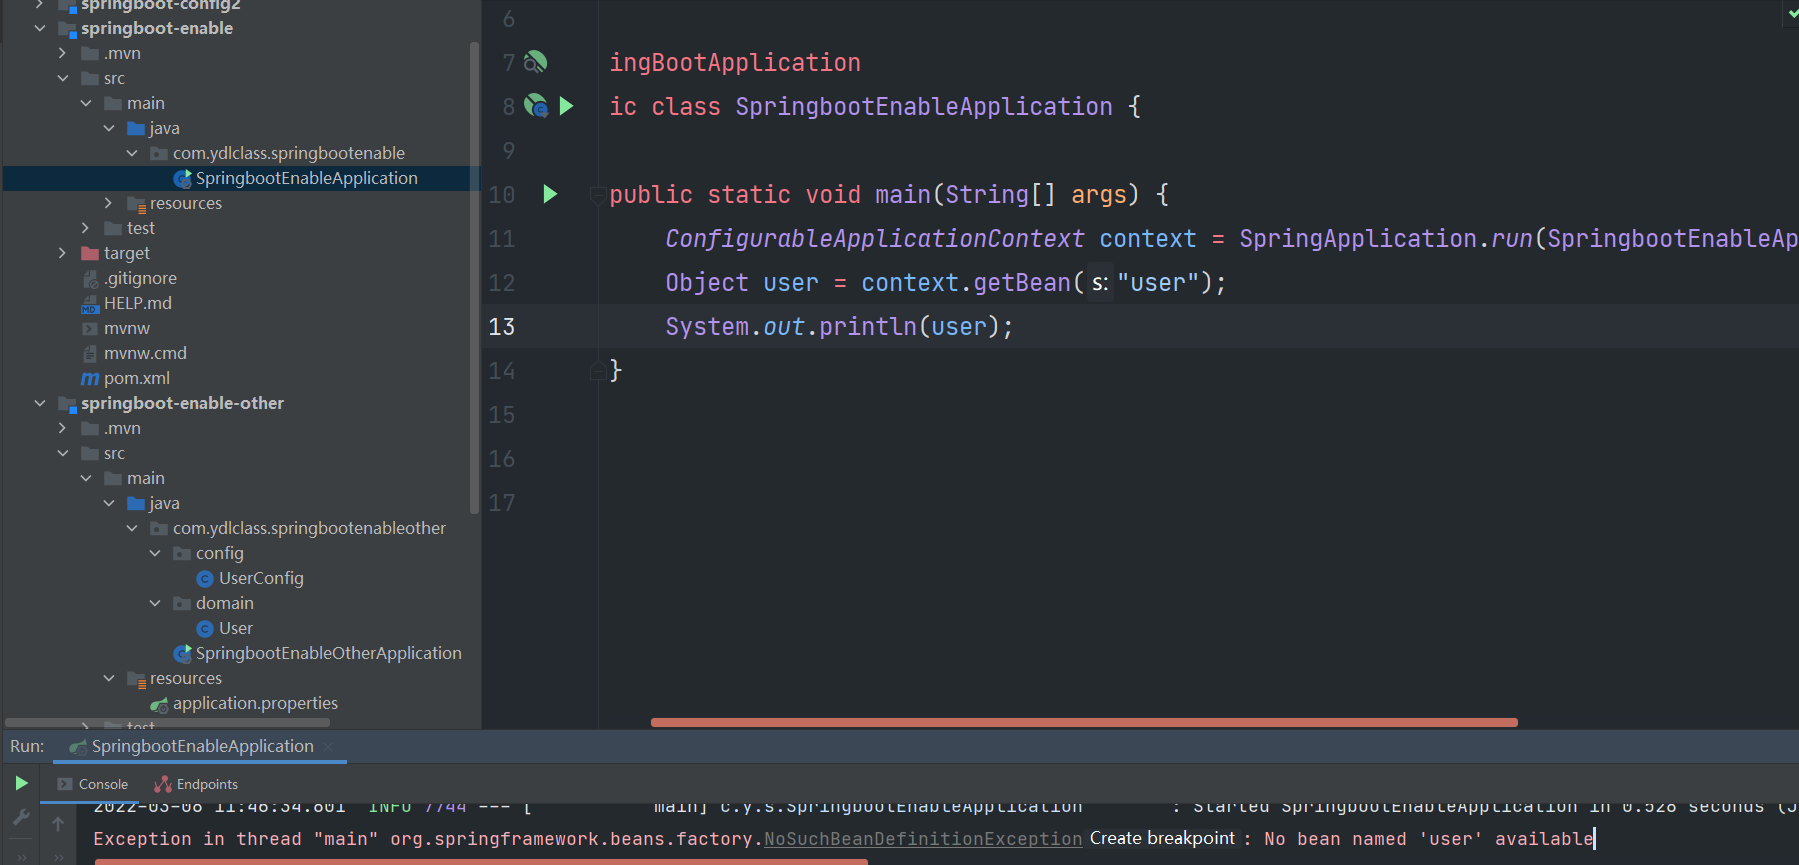 springboot-config2
springboot-enable
.mvn
src
main
java
com.ydlclass.springbootenable
SpringbootEnableApplication
resources
test
target
.gitignore
HELP.md
mvnw
mvnw.cmd
pom.xml
springboot-enable-other
.mvn
src
main
java
com.ydlclass.springbootenableother
config
UserConfig
domain
User
SpringbootEnableOtherApplication
resources
application.properties
test
6
7 ingBootApplication
8 ic class SpringbootEnableApplication {
9
10 public static void main(String[] args) {
11 ConfigurableApplicationContext context = SpringApplication.run(SpringbootEnableAp
12 Object user = context.getBean( s: "user");
13 System.out.println(user);
14 }
15
16
17
Run: SpringbootEnableApplication
Console Endpoints
2022-03-08 11:46:34.801 INFO 7744 --- [ main] c.y.s.SpringbootEnableApplication : Started SpringbootEnableApplication in 0.528 seconds (J
Exception in thread "main" org.springframework.beans.factory.NoSuchBeanDefinitionException Create breakpoint : No bean named 'user' available